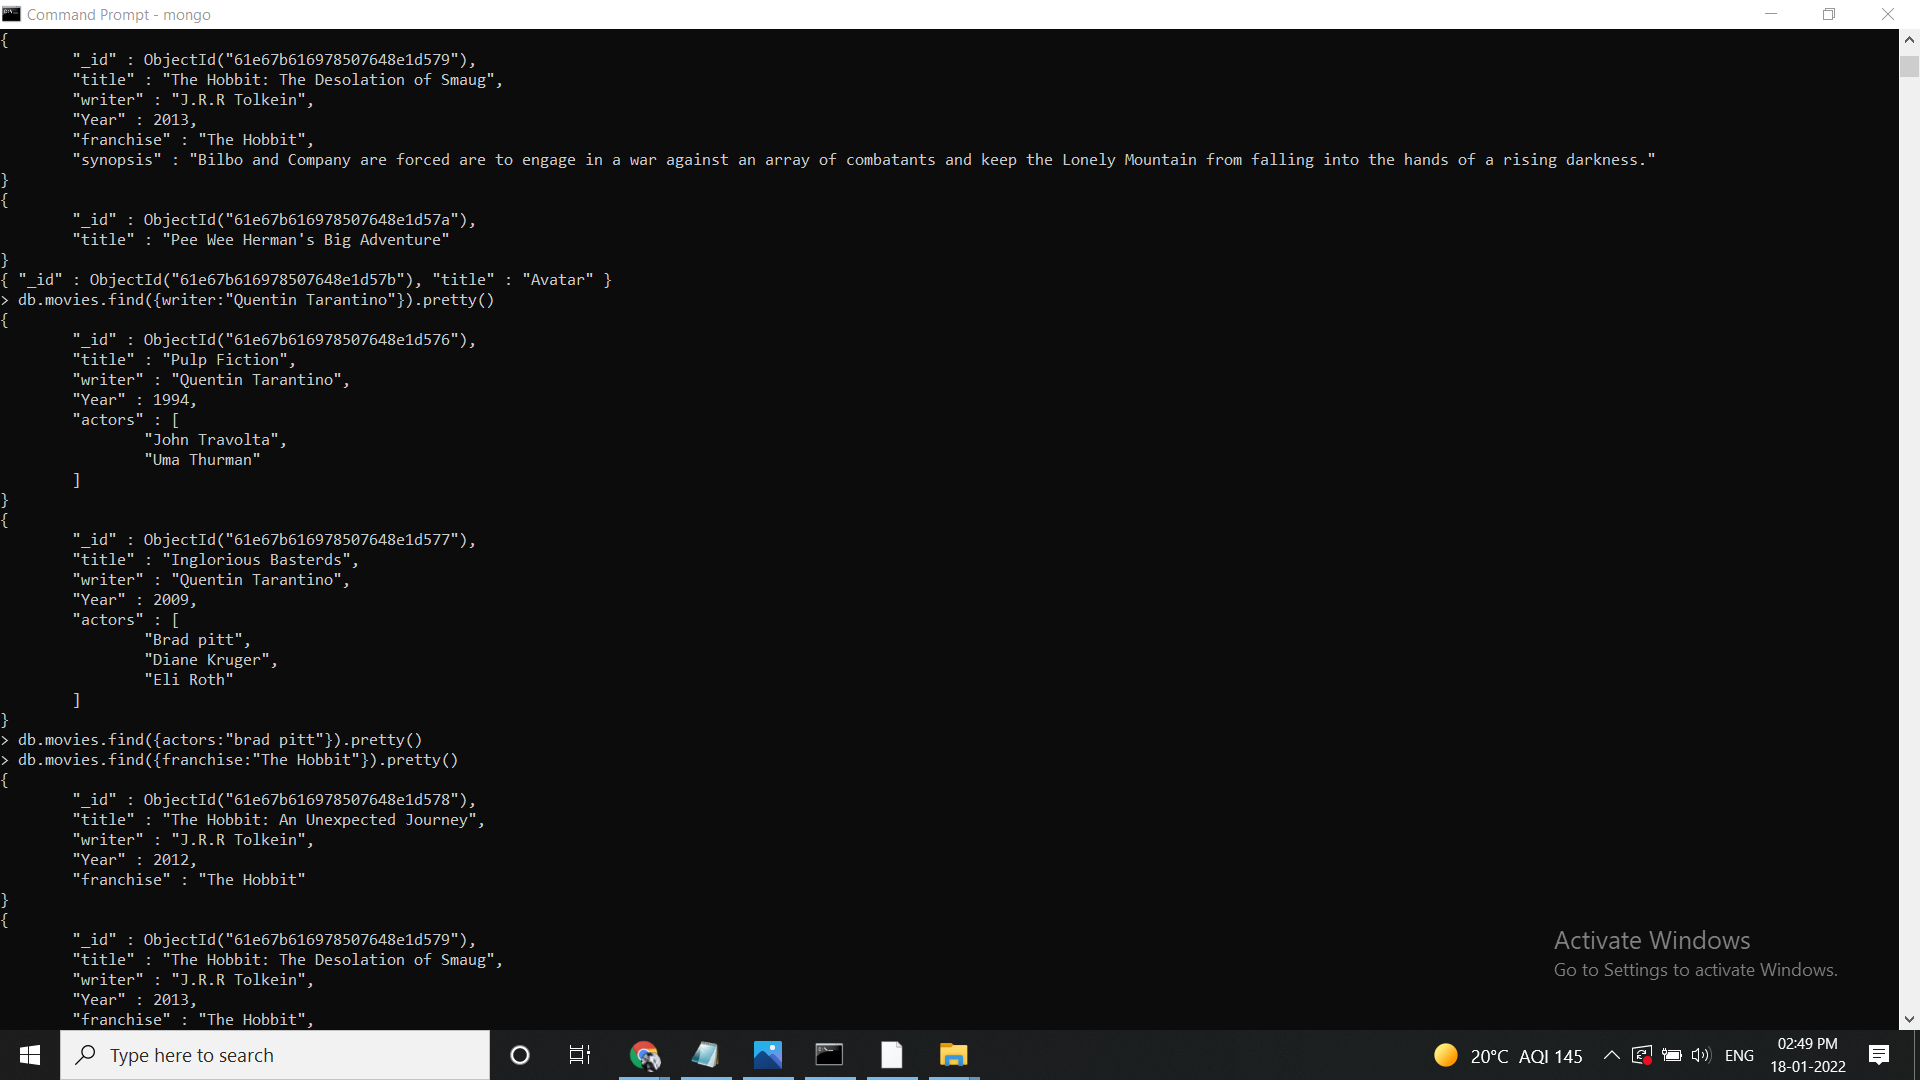 Command Prompt - mongo
{
"_id" : ObjectId("61e67b616978507648e1d579"),
"title" : "The Hobbit: The Desolation of Smaug",
"writer" : "J.R.R Tolkein",
"Year" : 2013,
"franchise" : "The Hobbit",
"synopsis" : "Bilbo and Company are forced are to engage in a war against an array of combatants and keep the Lonely Mountain from falling into the hands of a rising darkness."
}
{
"_id" : ObjectId("61e67b616978507648e1d57a"),
"title" : "Pee Wee Herman's Big Adventure"
}
{ "_id" : ObjectId("61e67b616978507648e1d57b"), "title" : "Avatar" }
> db.movies.find({writer:"Quentin Tarantino"}).pretty()
{
"_id" : ObjectId("61e67b616978507648e1d576"),
"title" : "Pulp Fiction",
"writer" : "Quentin Tarantino",
"Year" : 1994,
"actors" : [
"John Travolta",
"Uma Thurman"
]
}
{
"_id" : ObjectId("61e67b616978507648e1d577"),
"title" : "Inglorious Basterds",
"writer" : "Quentin Tarantino",
"Year" : 2009,
"actors" : [
"Brad pitt",
"Diane Kruger",
"Eli Roth"
]
}
> db.movies.find({actors:"brad pitt"}).pretty()
> db.movies.find({franchise:"The Hobbit"}).pretty()
{
"_id" : ObjectId("61e67b616978507648e1d578"),
"title" : "The Hobbit: An Unexpected Journey",
"writer" : "J.R.R Tolkein",
"Year" : 2012,
"franchise" : "The Hobbit"
}
{
"_id" : ObjectId("61e67b616978507648e1d579"),
"title" : "The Hobbit: The Desolation of Smaug",
"writer" : "J.R.R Tolkein",
"Year" : 2013,
"franchise" : "The Hobbit",
Activate Windows
Go to Settings to activate Windows.
Type here to search
20°C AQI 145
ENG
02:49 PM
18-01-2022